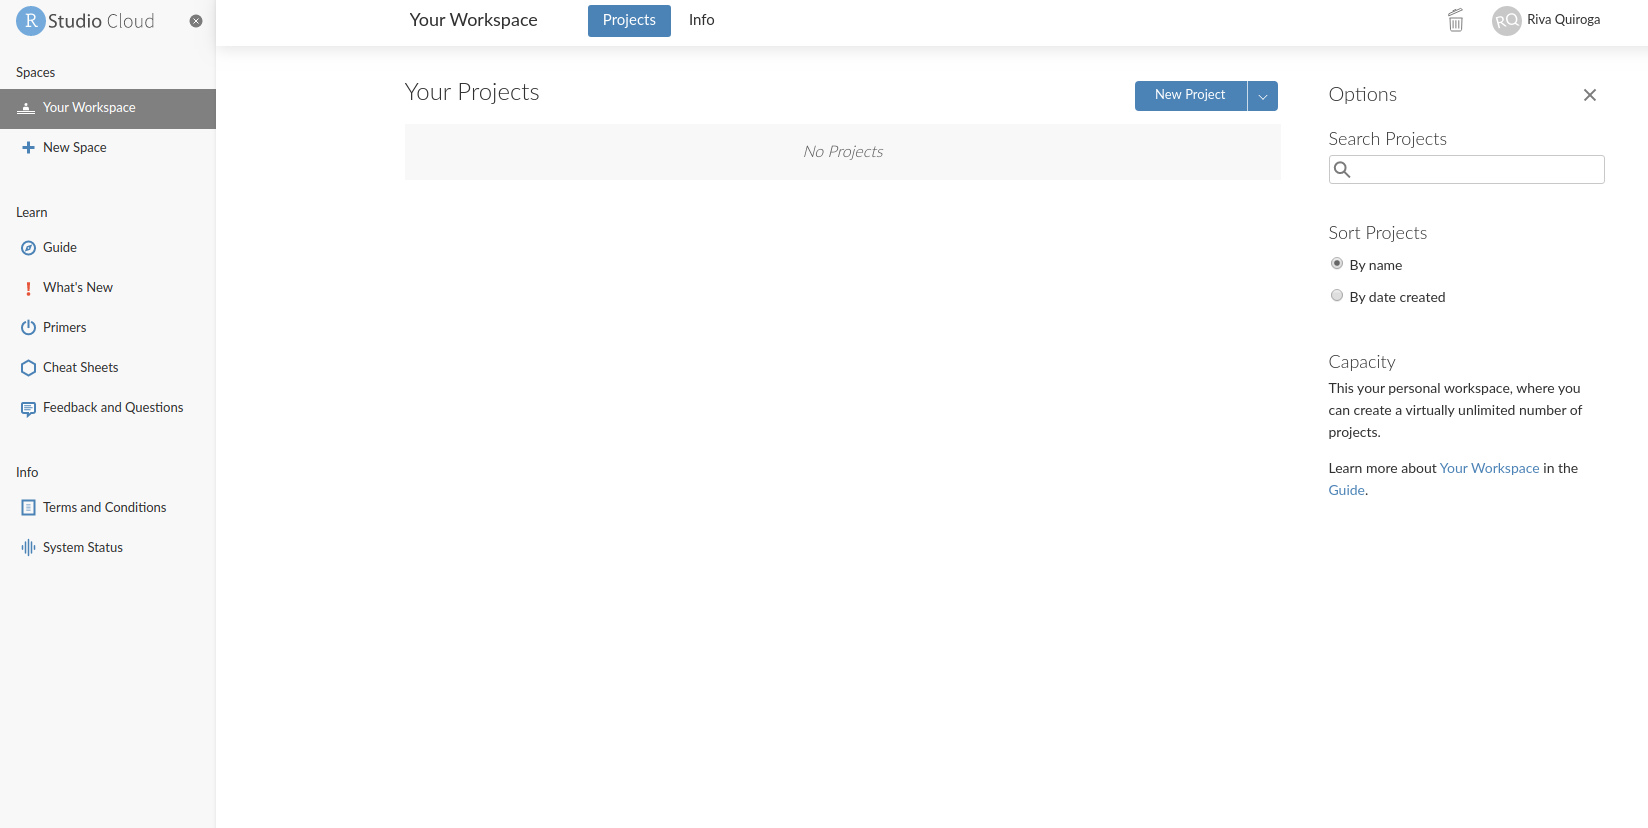 R Studio Cloud
Spaces
Your Workspace
New Space
Learn
Guide
What's New
Primers
Cheat Sheets
Feedback and Questions
Info
Terms and Conditions
System Status
Your Workspace
Projects
Info
RQ
Riva Quiroga
Your Projects
New Project
No Projects
Options
Search Projects
Sort Projects
By name
By date created
Capacity
This your personal workspace, where you
can create a virtually unlimited number of
projects.
Learn more about Your Workspace in the
Guide.